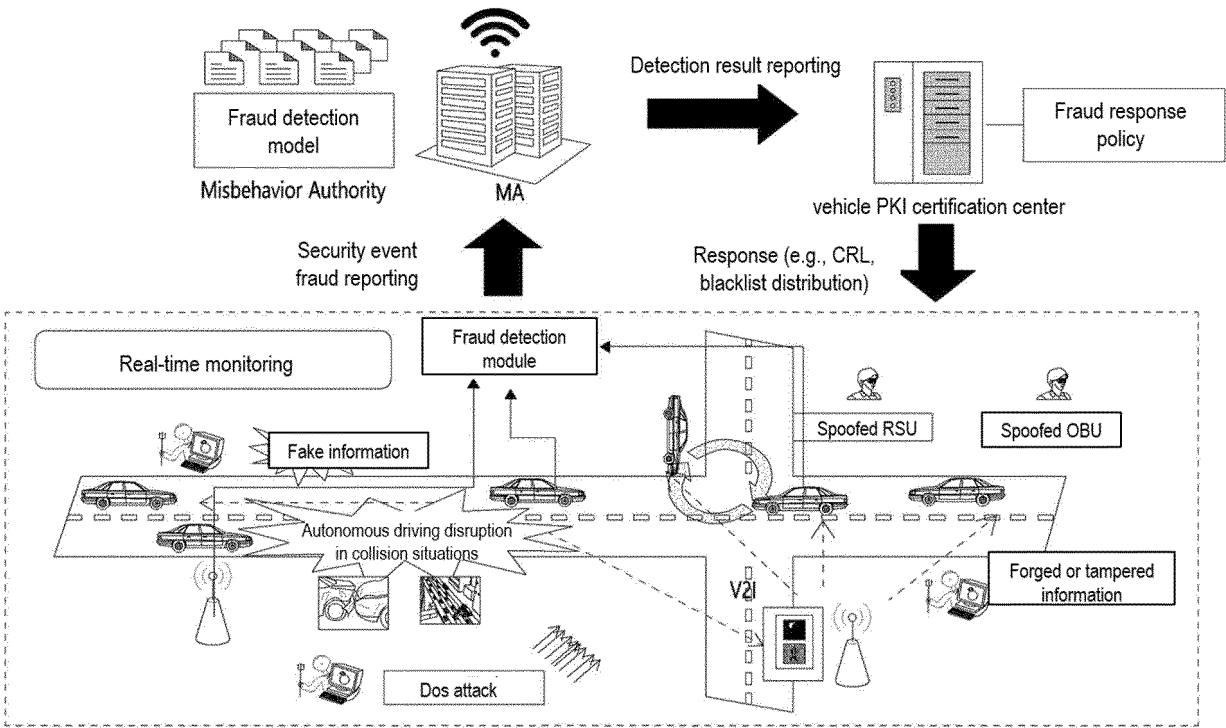 Fraud detection
model
Misbehavior Authority
MA
Detection result reporting
Fraud response
policy
vehicle PKI certification center
Security event
fraud reporting
Response (e.g., CRL,
blacklist distribution)
Real-time monitoring
Fraud detection
module
Spoofed RSU
Spoofed OBU
Fake information
Autonomous driving disruption
in collision situations
V2I
Forged or tampered
information
Dos attack